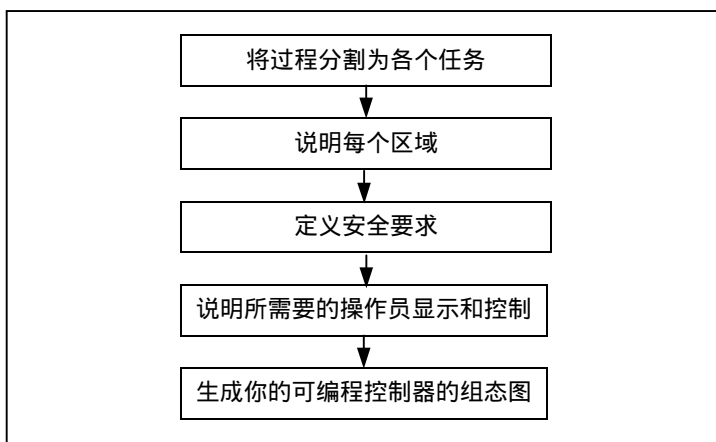 将过程分割为各个任务
说明每个区域
定义安全要求
说明所需要的操作员显示和控制
生成你的可编程控制器的组态图